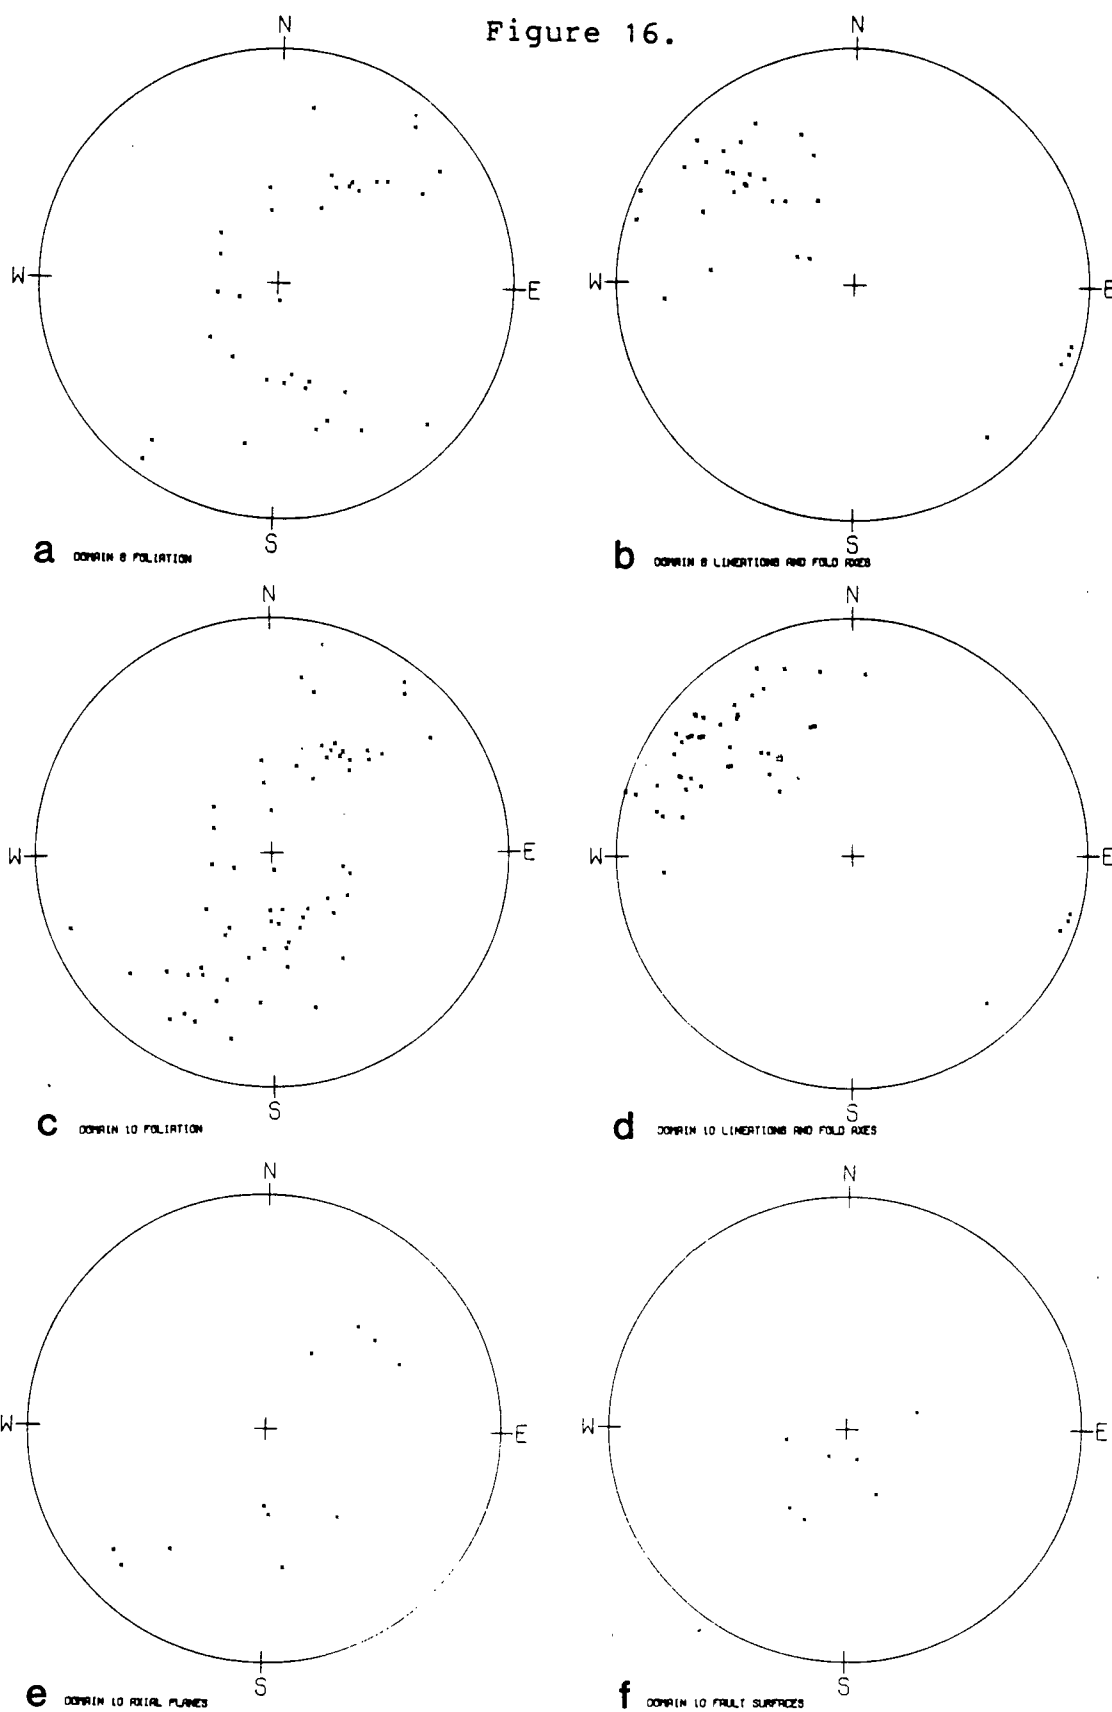 Figure 16.
N
N
W
E
W
E
S
S
a DOMAIN 8 FOLIATION
b DOMAIN 8 LINEATIONS AND FOLD AXES
N
N
W
E
W
E
S
S
c DOMAIN 10 FOLIATION
d DOMAIN 10 LINEATIONS AND FOLD AXES
N
N
W
E
W
E
S
S
e DOMAIN 10 AXIAL PLANES
f DOMAIN 10 FAULT SURFACES